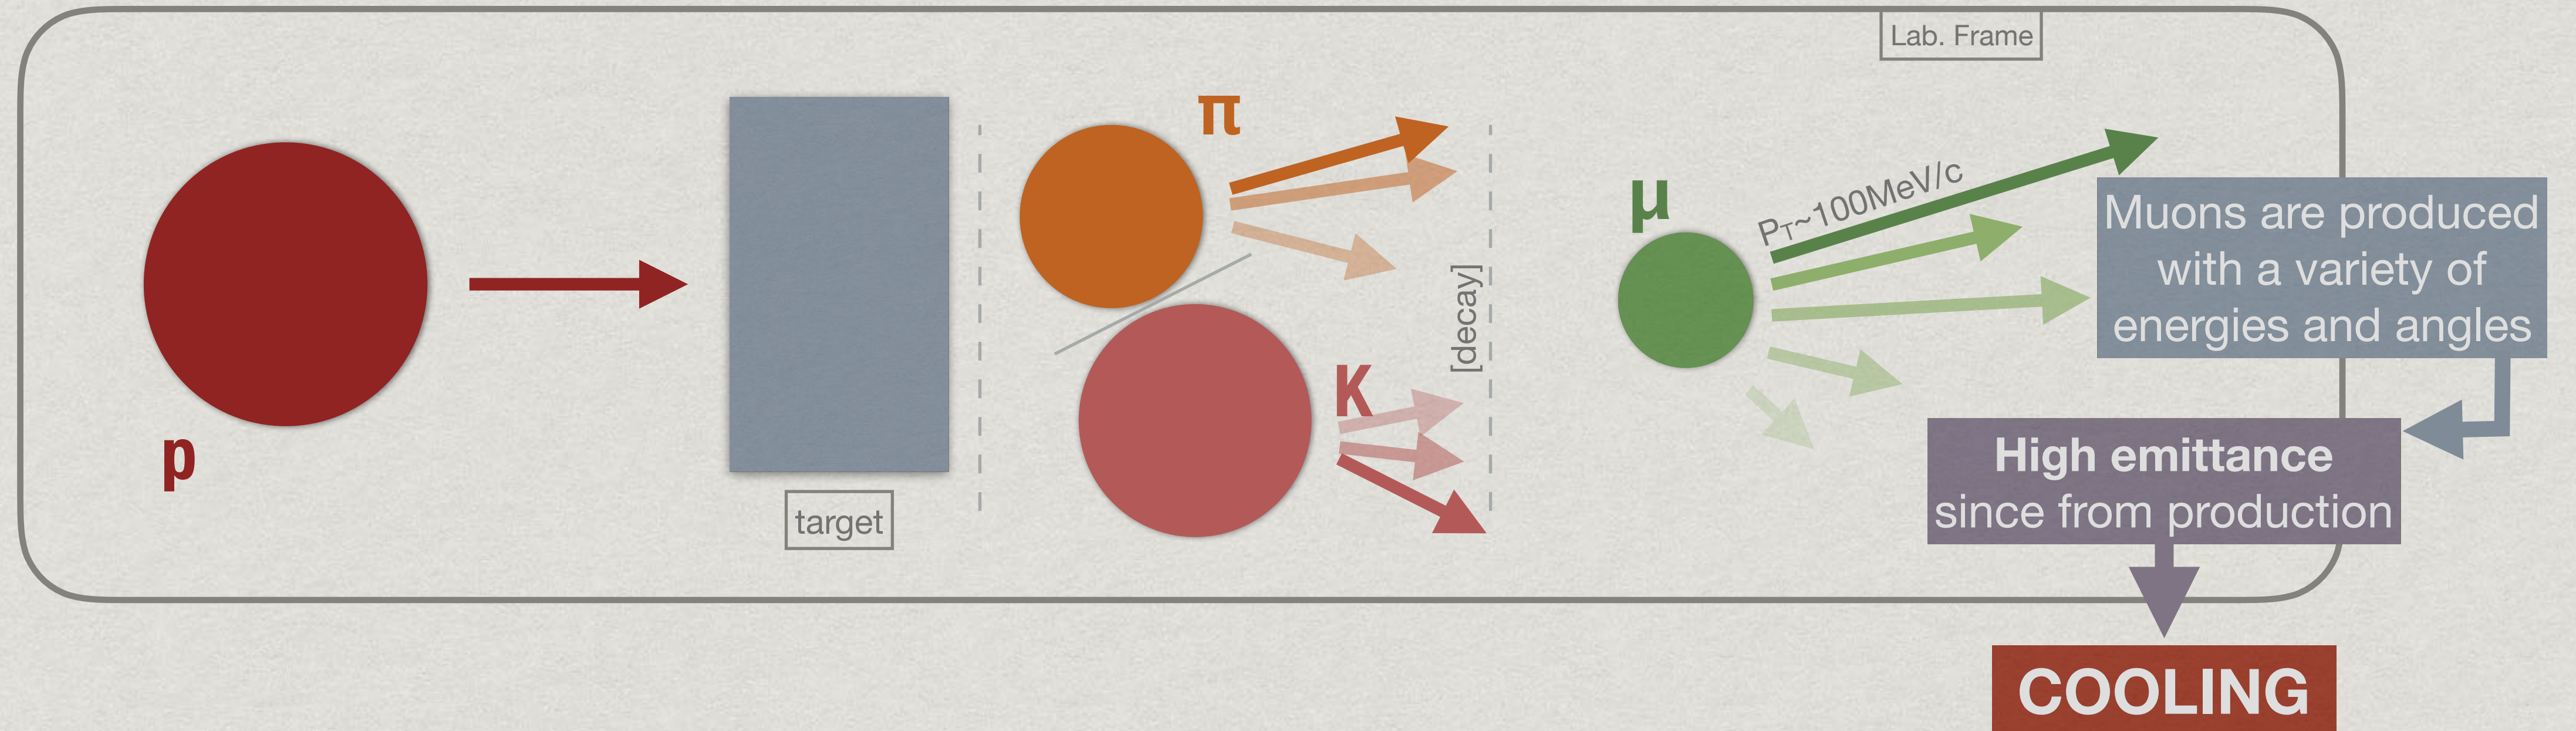 Lab. Frame
p
target
π
K
[decay]
μ
PT~100MeV/c
Muons are produced
with a variety of
energies and angles
High emittance
since from production
COOLING